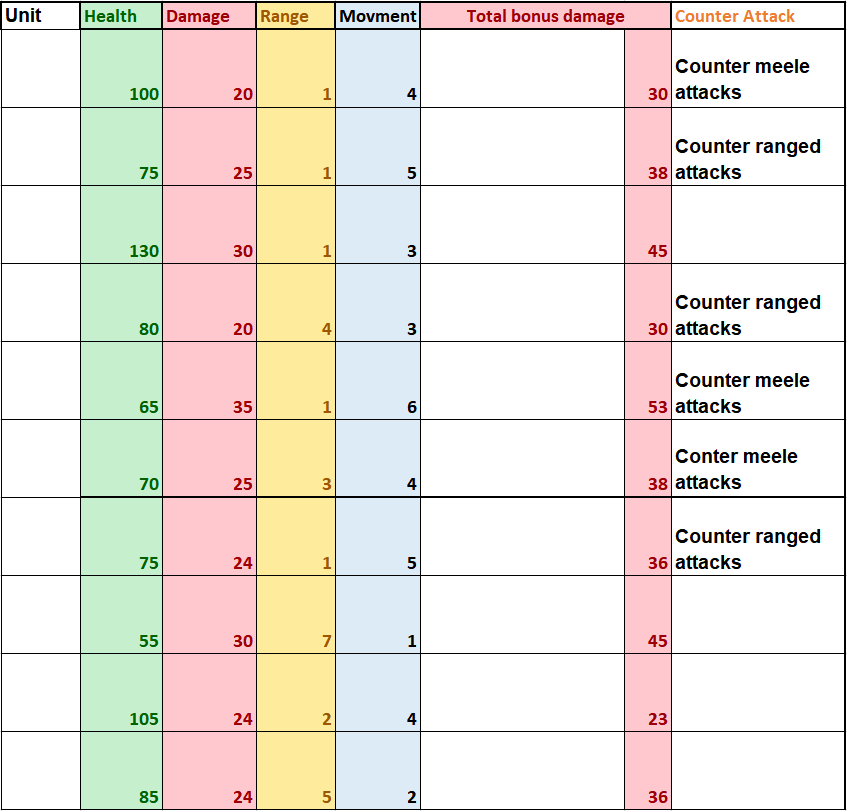 Unit Health Damage Range Movment Total bonus damage Counter Attack
Counter meele
100 20 1 4 30 attacks
Counter ranged
75 25 1 5 38 attacks
130 30 1 3 45
Counter ranged
80 20 4 3 30 attacks
Counter meele
65 35 1 6 53 attacks
Conter meele
70 25 3 4 38 attacks
Counter ranged
75 24 1 5 36 attacks
55 30 7 1 45
105 24 2 4 23
85 24 5 2 36